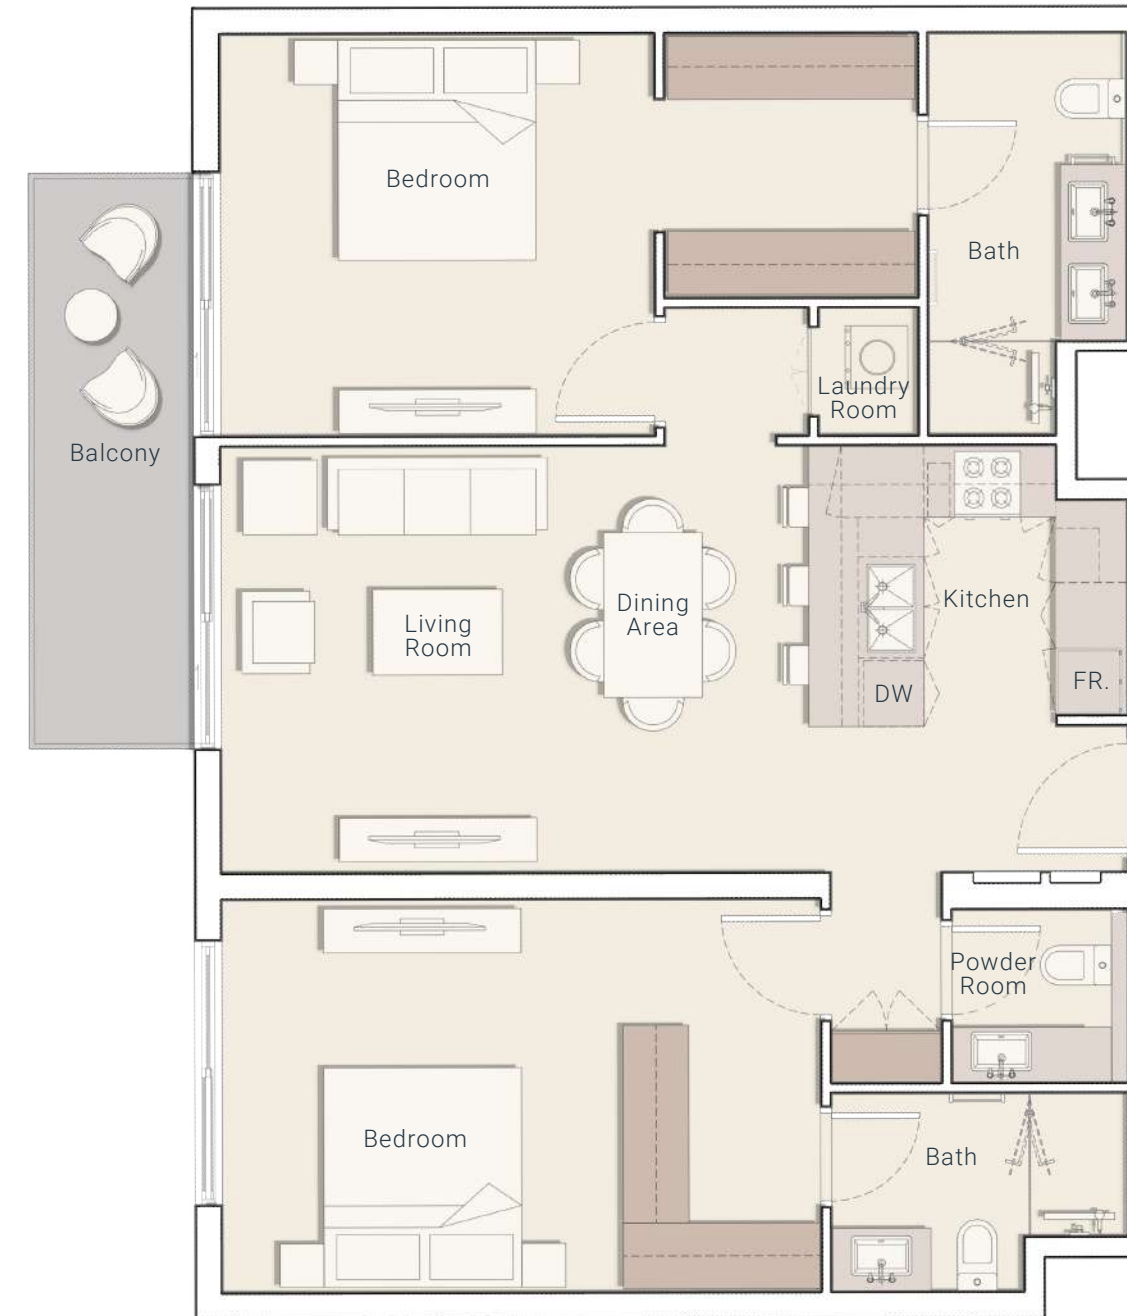 Bedroom
Bath
Laundry
Room
Balcony
Living
Room
Dining
Area
Kitchen
DW
FR.
Powder
Room
Bedroom
Bath